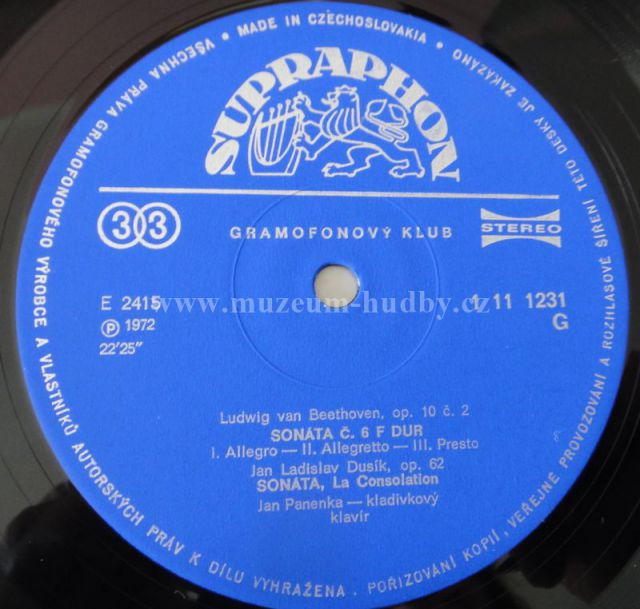 VŠECHNA PRÁVA GRAMOFONOVÉHO VÝROBCE A VLASTNÍKŮ AUTORSKÝCH PRÁV K DÍLU VYHRAŽENA . POŘIZOVÁNÍ KOPIÍ, VEŘEJNÉ PROVOZOVÁNÍ A ROZHLASOVÉ ŠÍŘENÍ TÉTO DESKY JE ZAKÁZÁNO • MADE IN CZECHOSLOVAKIA •
SUPRAPHON
33
GRAMOFONOVÝ KLUB
STEREO
E 2415
www.muzeum-hudby.cz
1 11 1231
Ⓟ 1972
G
22'25"
Ludwig van Beethoven, op. 10 č. 2
SONÁTA Č. 6 F DUR
I. Allegro — II. Allegretto — III. Presto
Jan Ladislav Dusík, op. 62
SONÁTA, La Consolation
Jan Panenka — kladívkový
klavír